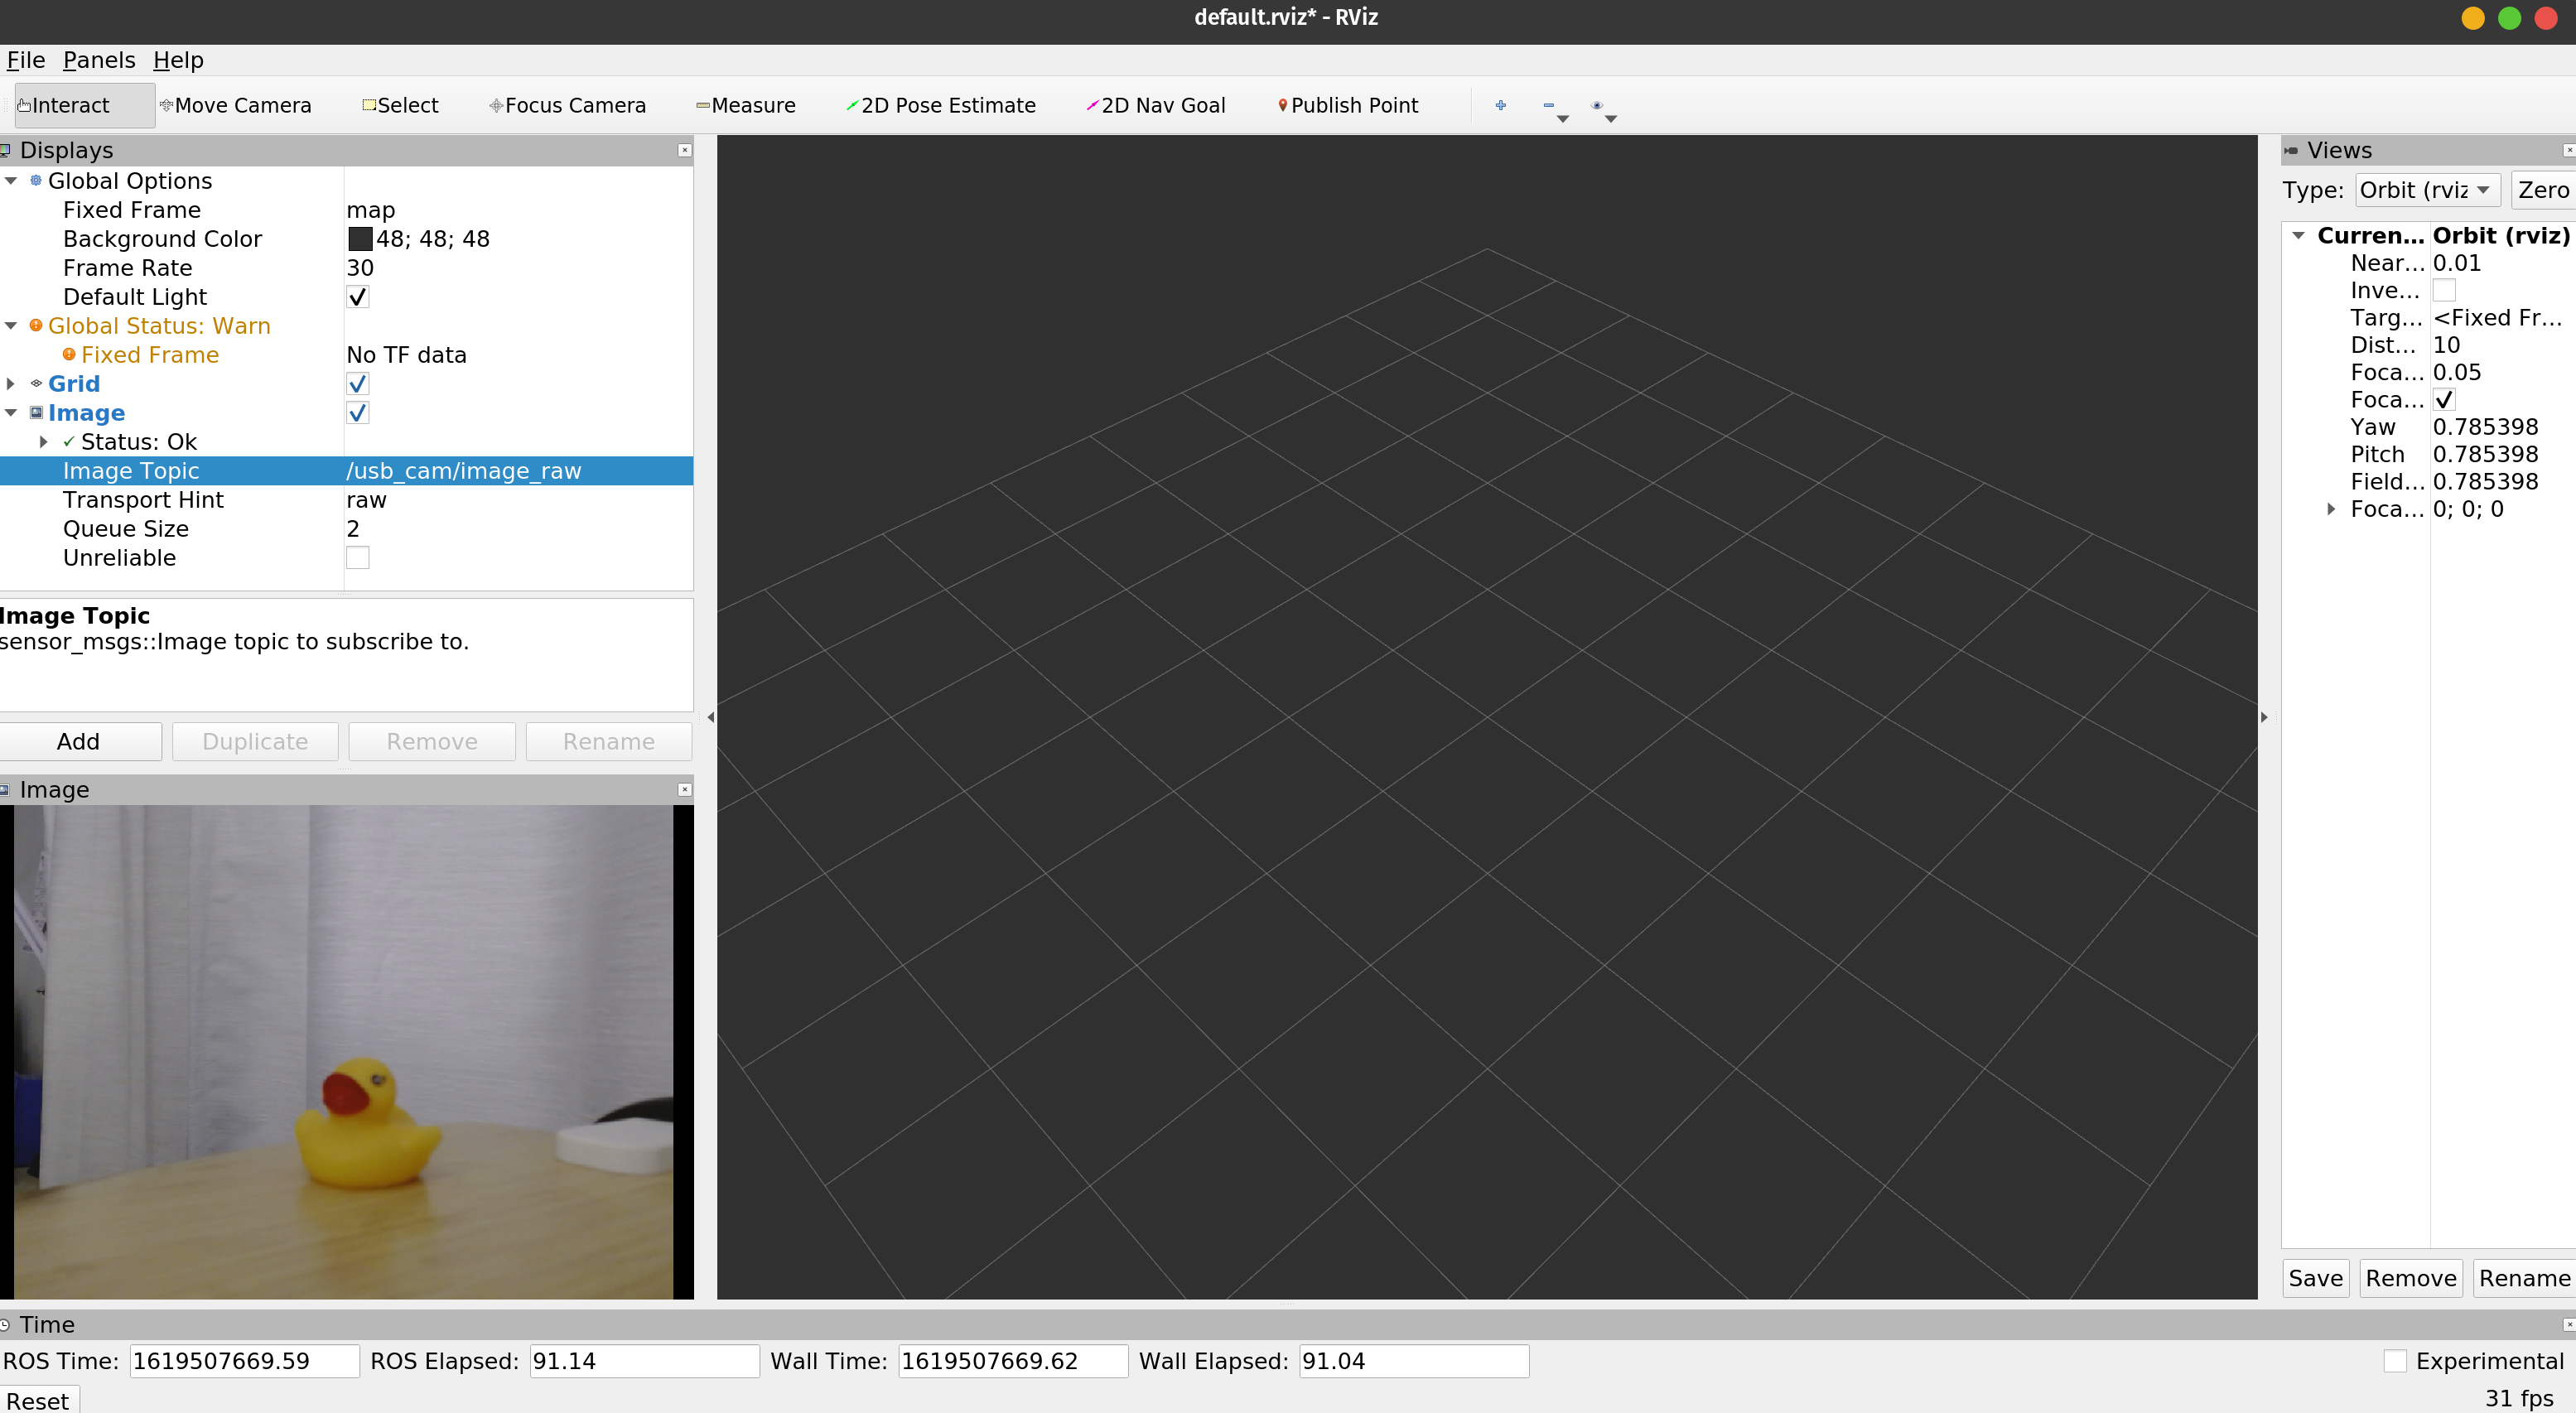 default.rviz* - RViz
File Panels Help
Interact Move Camera Select Focus Camera Measure 2D Pose Estimate 2D Nav Goal Publish Point
Displays
Global Options
Fixed Frame map
Background Color 48; 48; 48
Frame Rate 30
Default Light
Global Status: Warn
Fixed Frame No TF data
Grid
Image
Status: Ok
Image Topic /usb_cam/image_raw
Transport Hint raw
Queue Size 2
Unreliable
Image Topic
sensor_msgs::Image topic to subscribe to.
Add Duplicate Remove Rename
Image
Views
Type: Orbit (rviz Zero
Curren... Orbit (rviz)
Near... 0.01
Inve...
Targ... <Fixed Fr...
Dist... 10
Foca... 0.05
Foca...
Yaw 0.785398
Pitch 0.785398
Field... 0.785398
Foca... 0; 0; 0
Save Remove Rename
Time
ROS Time: 1619507669.59 ROS Elapsed: 91.14 Wall Time: 1619507669.62 Wall Elapsed: 91.04 Experimental
Reset 31 fps